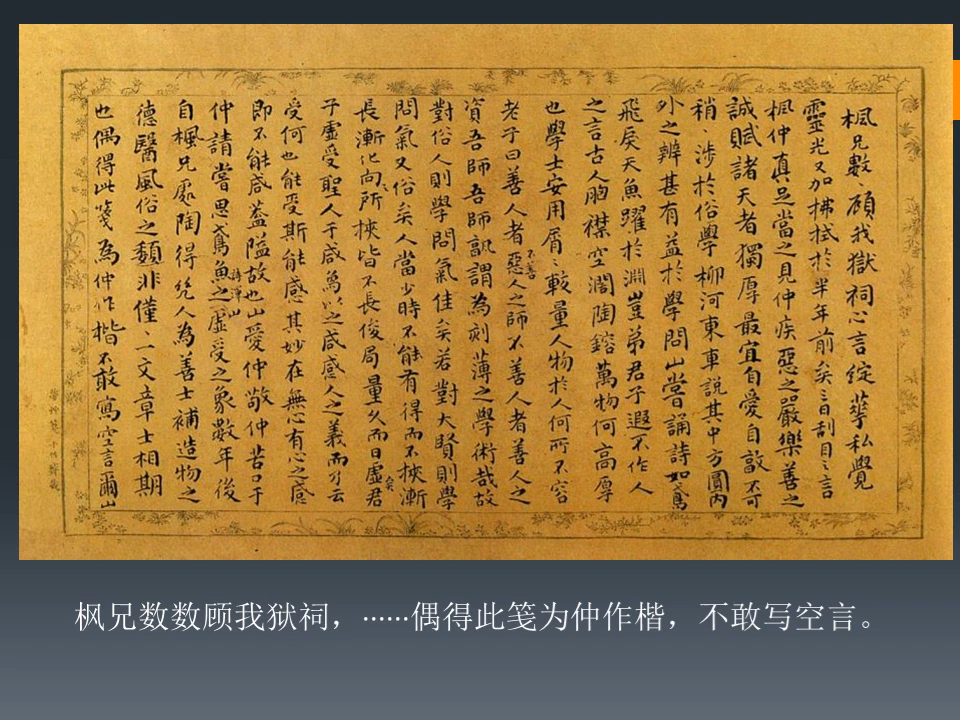 楓兄數、顧我獄祠心言綻華私覺
靈光又加拂拭於半年前矣三日刮目之言
楓仲真足當之見仲疾惡之嚴樂善之
誠賦諸天者獨厚最宜自愛自敬不可
稍、涉於俗學柳河東車說其中方圓內
外之辨甚有益於學問山嘗誦詩如鳶
飛戾天魚躍於淵豈弟君子遐不作人
之言古人胸襟空濶陶鎔萬物何高厚
也學士安用屑、較量人物於人何所不容
老子曰善人者不善人之師不善人者善人之
資吾師吾師訊謂為刻薄之學術哉故
對俗人則學問氣佳矣若對大賢則學
問氣又俗矣人當少時不能有得而不挾漸
長漸化向所挾皆不長俊局量久而日虛君
子虛受聖人于咸為以之咸感人之義而分云
受何也能受斯能感其妙在無心有心之感
即不能咸蓋隘故也山愛仲敬仲苦口于
仲請嘗思鳶魚之虛受之象數年後
自楓兄處陶得幾人為善士補造物之
德醫風俗之頹非僅、一文章士相期
也偶得此箋為仲作楷不敢寫空言爾山
枫兄数数顾我狱祠，……偶得此笺为仲作楷，不敢写空言。